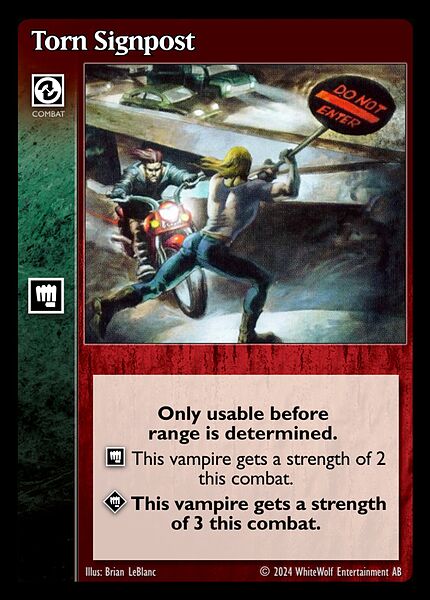 Torn Signpost
COMBAT
DO NOT
ENTER
Only usable before
range is determined.
This vampire gets a strength of 2
this combat.
This vampire gets a strength
of 3 this combat.
Illus: Brian LeBlanc
© 2024 WhiteWolf Entertainment AB